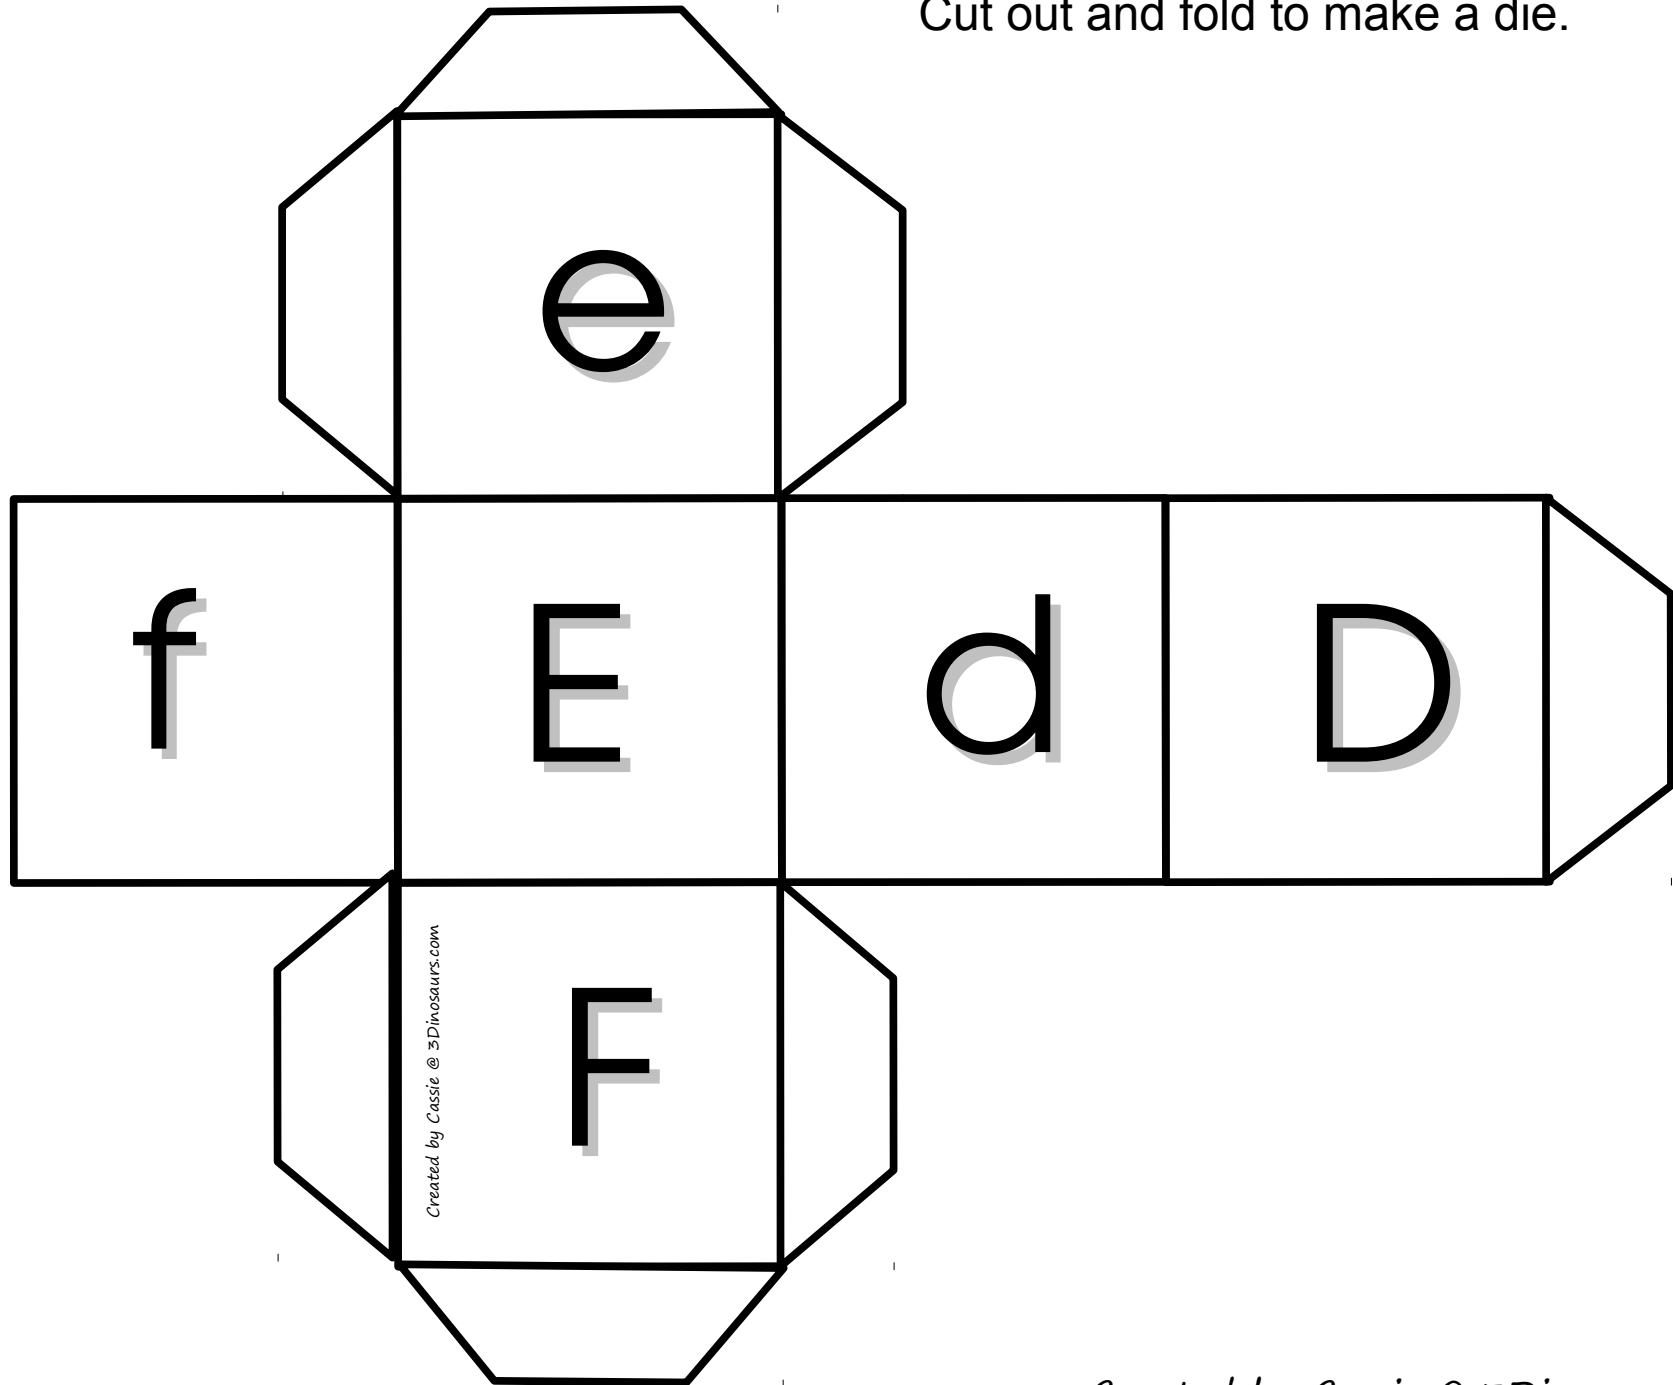 Cut out and fold to make a die.
e
f E d D
Created by Cassie @ 3Dinosaurs.com
F